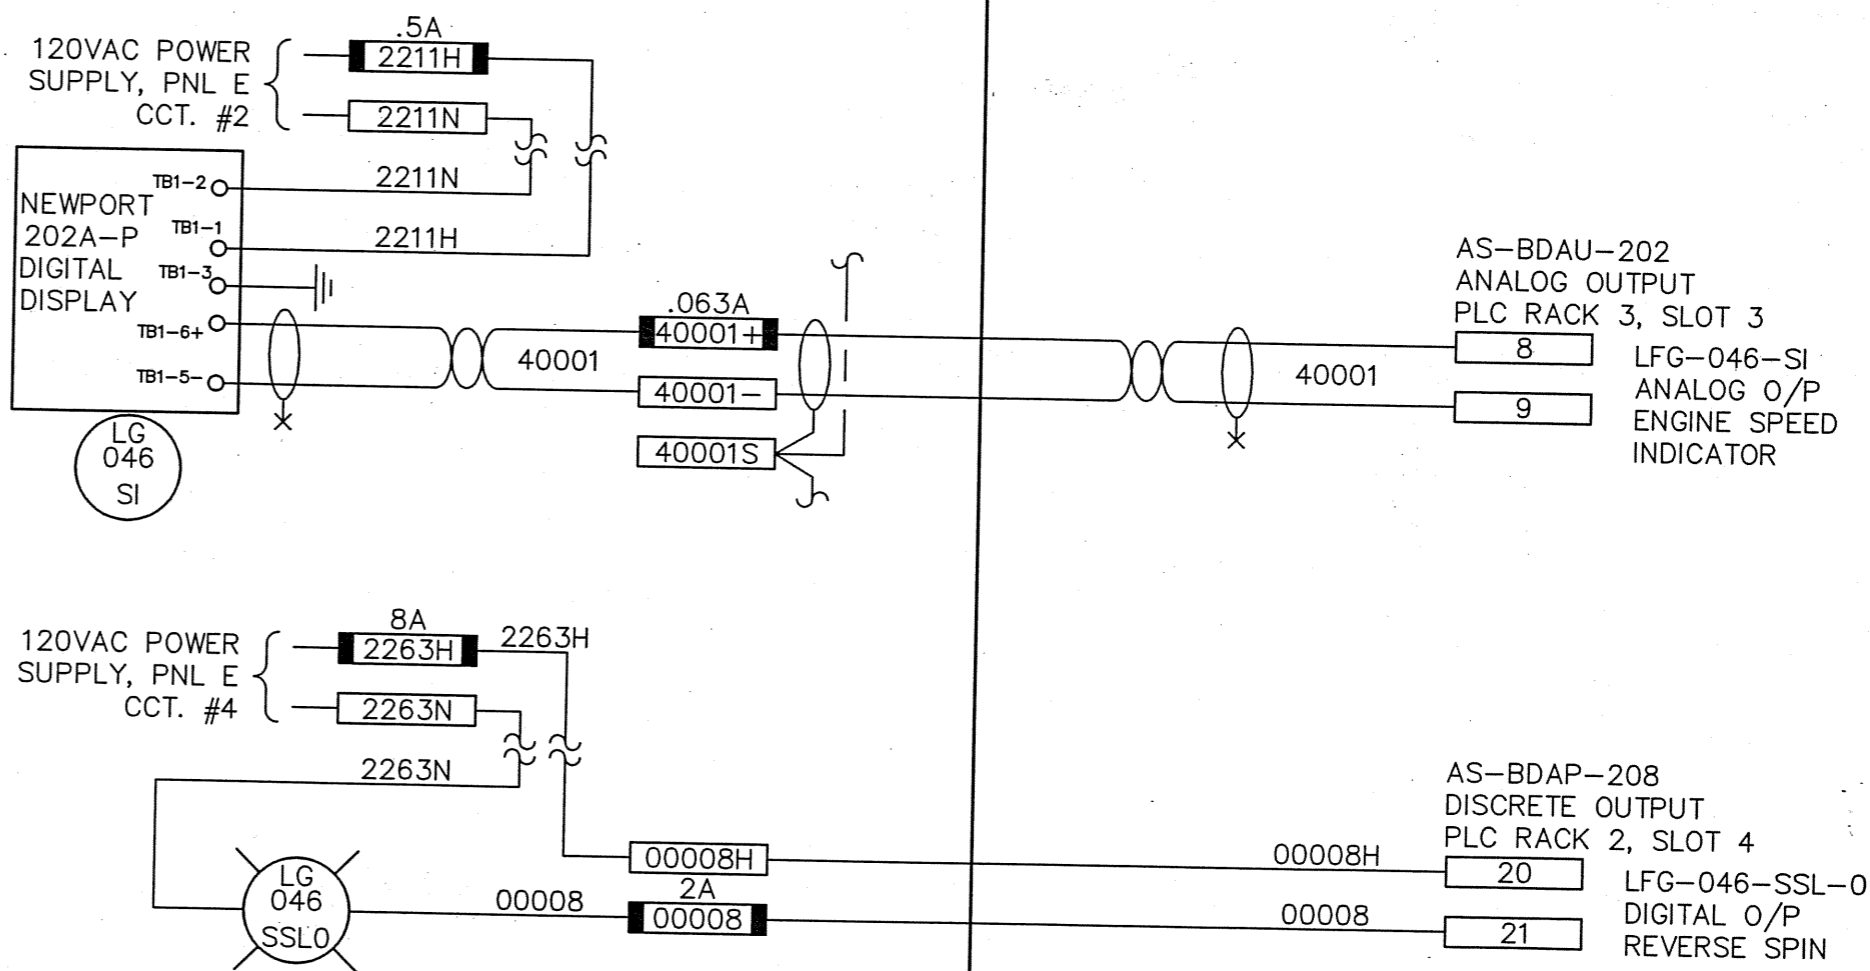 .5A
120VAC POWER
SUPPLY, PNL E
CCT. #2
2211H
2211N
NEWPORT
202A-P
DIGITAL
DISPLAY
TB1-2
2211N
TB1-1
2211H
TB1-3
TB1-6+
TB1-5-
LG
046
SI
40001
.063A
40001+
40001-
40001S
40001
AS-BDAU-202
ANALOG OUTPUT
PLC RACK 3, SLOT 3
8
9
LFG-046-SI
ANALOG O/P
ENGINE SPEED
INDICATOR
120VAC POWER
SUPPLY, PNL E
CCT. #4
8A
2263H
2263H
2263N
2263N
LG
046
SSLO
00008
00008H
2A
00008
00008H
00008
AS-BDAP-208
DISCRETE OUTPUT
PLC RACK 2, SLOT 4
20
21
LFG-046-SSL-0
DIGITAL O/P
REVERSE SPIN